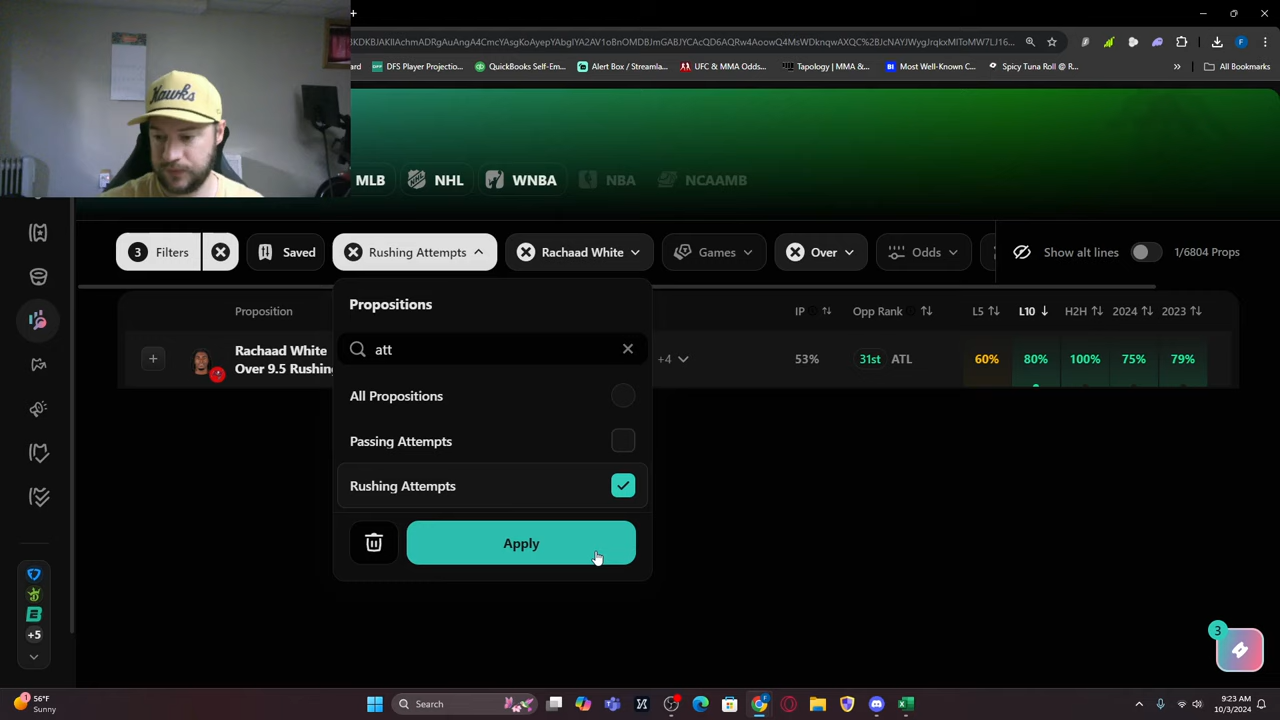 Hawks
ard
DFS Player Projectio...
QuickBooks Self-Em...
Alert Box / Streamla...
UFC & MMA Odds...
Tapology | MMA &...
Most Well-Known C...
Spicy Tuna Roll @ R...
»
All Bookmarks
MLB
NHL
WNBA
NBA
NCAAMB
3 Filters
Saved
Rushing Attempts
Rachaad White
Games
Over
Odds
Show alt lines
1/6804 Props
Propositions
Proposition
IP
Opp Rank
L5
L10
H2H
2024
2023
att
Rachaad White
Over 9.5 Rushin
+4
53%
31st
ATL
60%
80%
100%
75%
79%
All Propositions
Passing Attempts
Rushing Attempts
Apply
+5
3
1
56°F
Sunny
Search
9:23 AM
10/3/2024